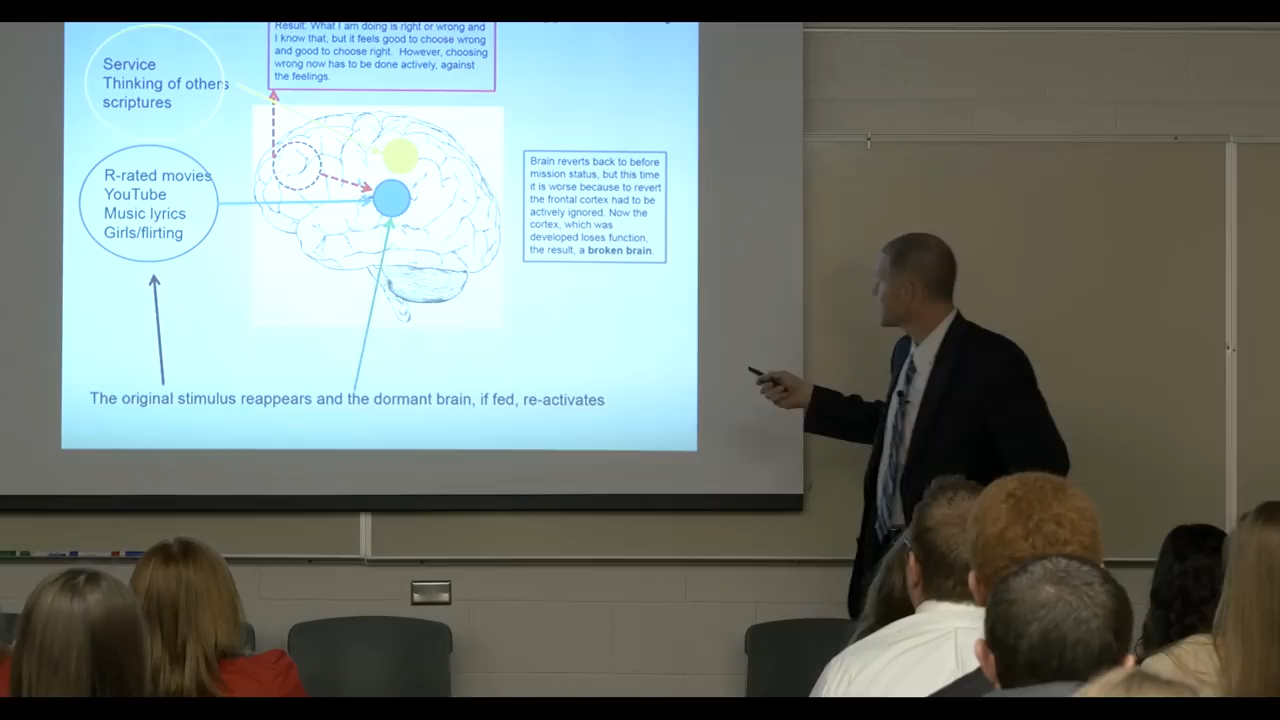 Result: What I am doing is right or wrong and
I know that, but it feels good to choose wrong
and good to choose right. However, choosing
wrong now has to be done actively, against
the feelings.
Service
Thinking of others
scriptures
R-rated movies
YouTube
Music lyrics
Girls/flirting
Brain reverts back to before
mission status, but this time
it is worse because to revert
the frontal cortex had to be
actively ignored. Now the
cortex, which was
developed loses function,
the result, a broken brain.
The original stimulus reappears and the dormant brain, if fed, re-activates